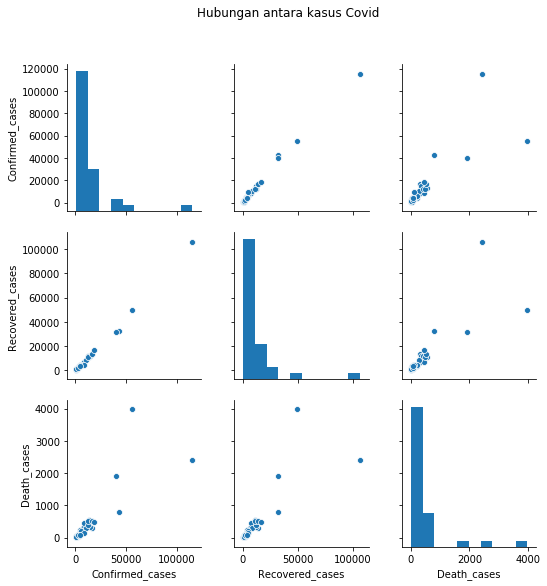 Hubungan antara kasus Covid
120000
100000
80000
60000
40000
20000
0
Confirmed_cases
100000
80000
60000
40000
20000
0
Recovered_cases
4000
3000
2000
1000
0
Death_cases
0 50000 100000
Confirmed_cases
0 50000 100000
Recovered_cases
0 2000 4000
Death_cases